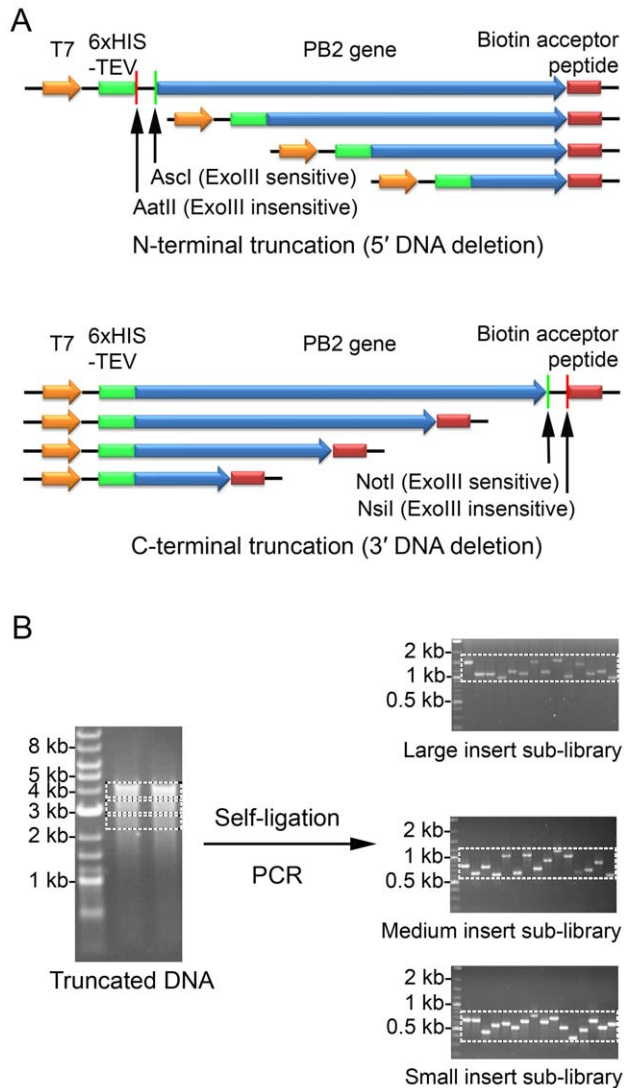 A
T7
6xHIS
-TEV
PB2 gene
Biotin acceptor
peptide
AscI (ExoIII sensitive)
AatII (ExoIII insensitive)
N-terminal truncation (5′ DNA deletion)
T7
6xHIS
-TEV
PB2 gene
Biotin acceptor
peptide
NotI (ExoIII sensitive)
NsiI (ExoIII insensitive)
C-terminal truncation (3′ DNA deletion)
B
8 kb-
5 kb-
4 kb-
3 kb-
2 kb-
1 kb-
Truncated DNA
Self-ligation
PCR
2 kb-
1 kb-
0.5 kb-
Large insert sub-library
2 kb-
1 kb-
0.5 kb-
Medium insert sub-library
2 kb-
1 kb-
0.5 kb-
Small insert sub-library